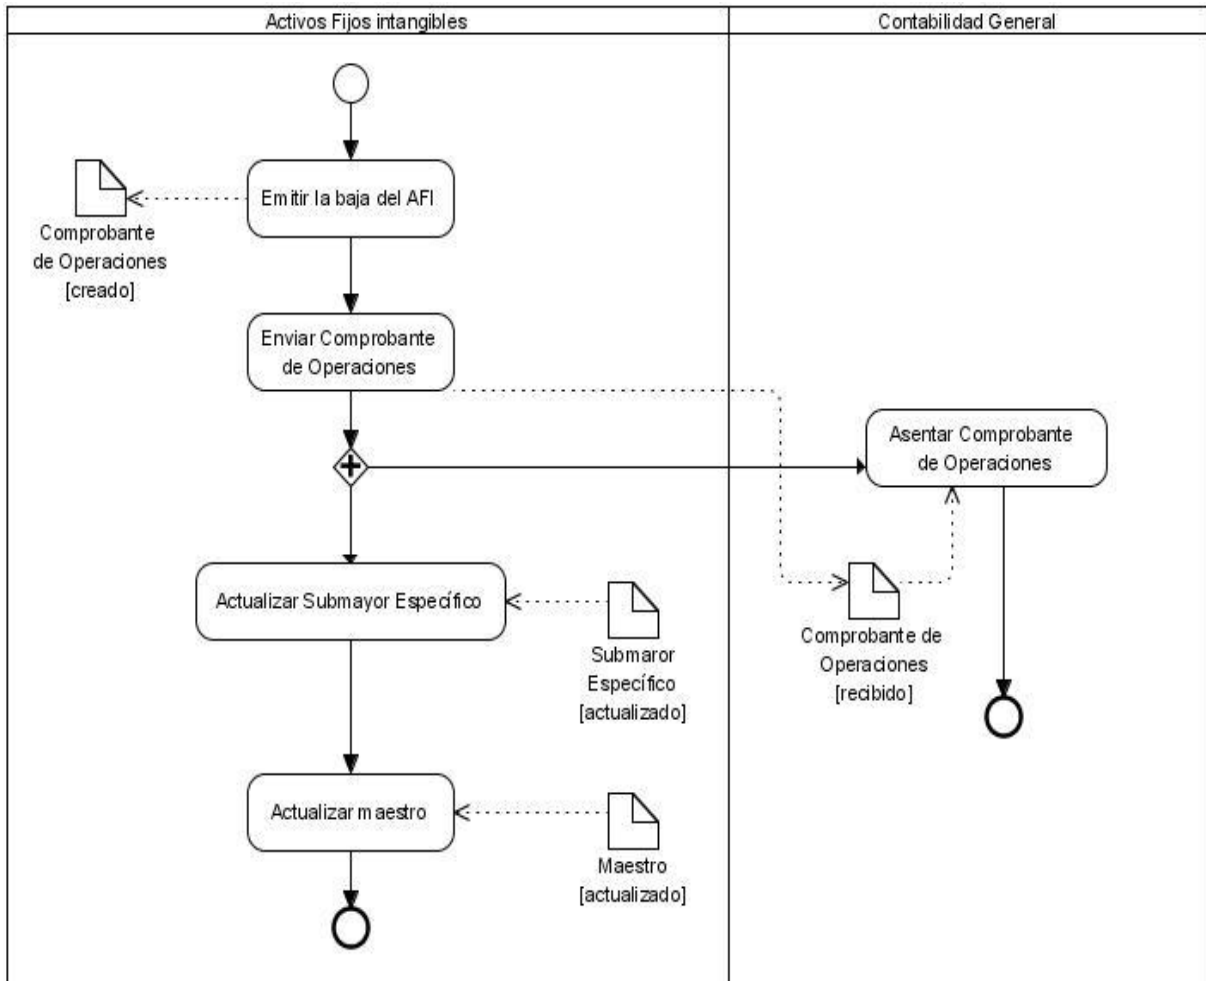 Activos Fijos intangibles
Contabilidad General
Emitir la baja del AFI
Comprobante
de Operaciones
[creado]
Enviar Comprobante
de Operaciones
Asentar Comprobante
de Operaciones
Actualizar Submayor Específico
Submaror
Específico
[actualizado]
Comprobante de
Operaciones
[recibido]
Actualizar maestro
Maestro
[actualizado]